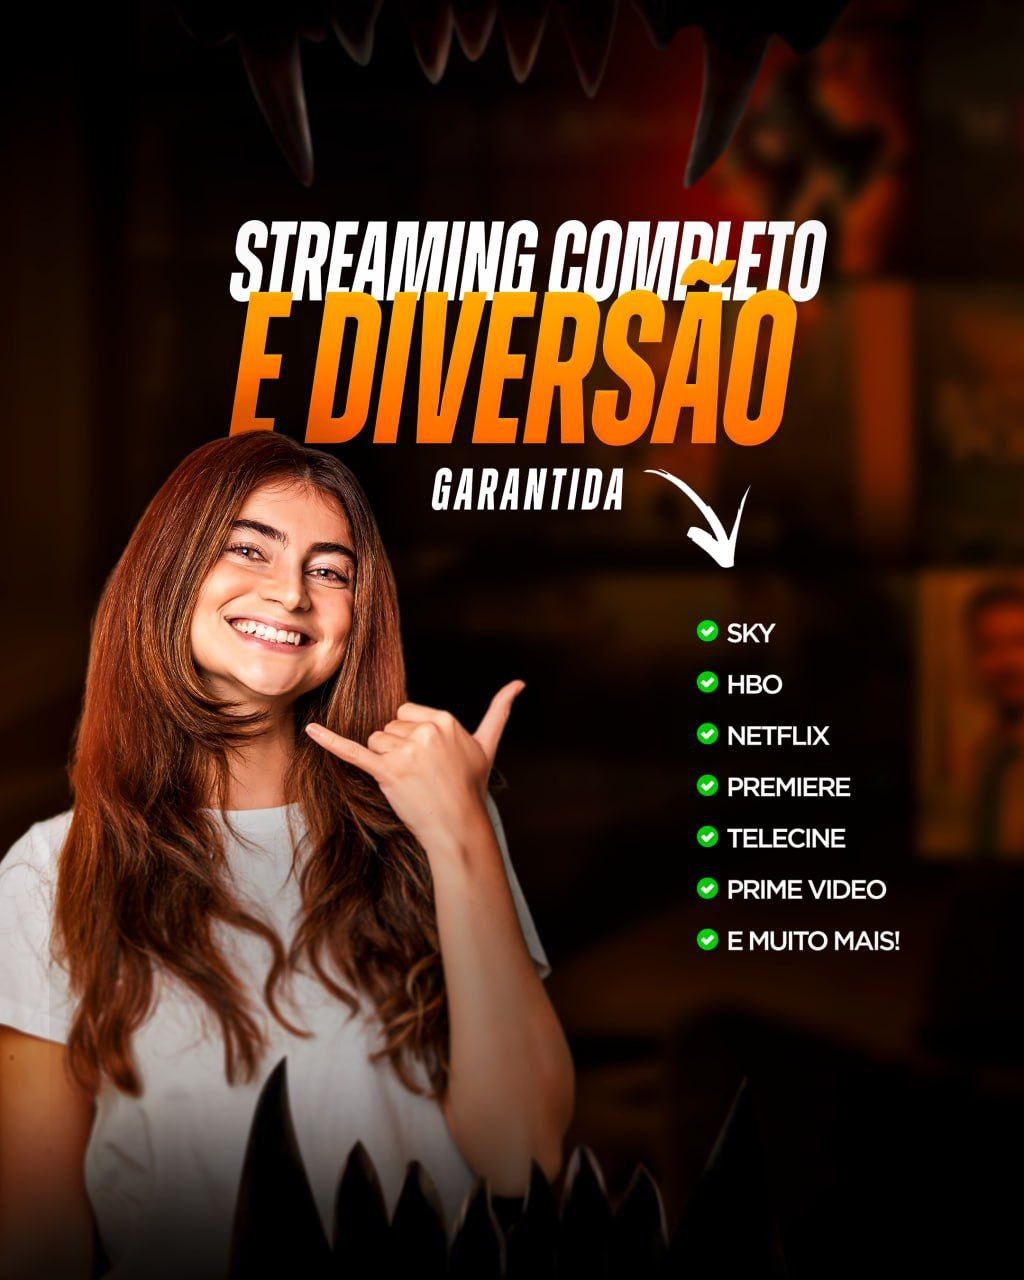 STREAMING COMPLETO
E DIVERSÃO
GARANTIDA
SKY
HBO
NETFLIX
PREMIERE
TELECINE
PRIME VIDEO
E MUITO MAIS!